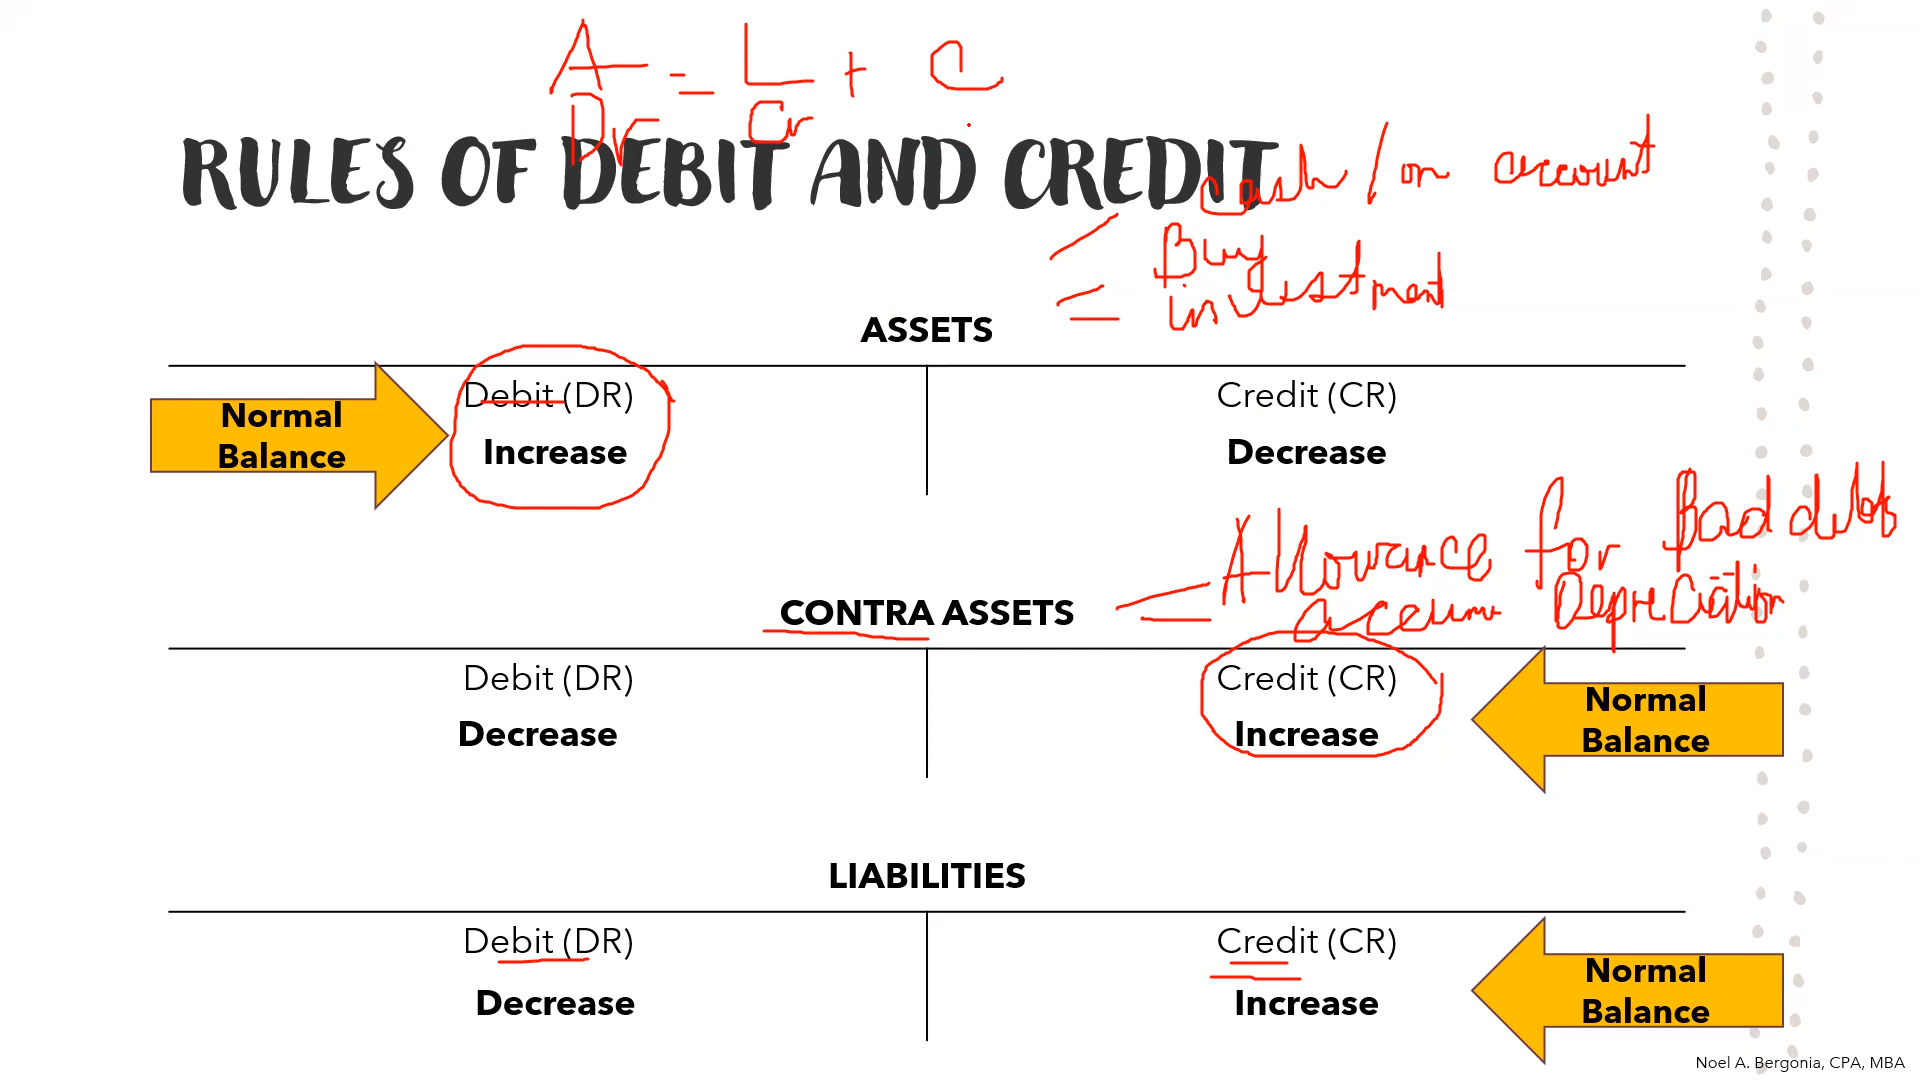 A = L + C
Dr Cr
RULES OF DEBIT AND CREDIT
cash / on account
Buy
investment
ASSETS
Normal Balance
Debit (DR) Credit (CR)
Increase Decrease
Allowance for Bad debts
accum Depreciation
CONTRA ASSETS
Debit (DR) Credit (CR)
Decrease Increase
Normal Balance
LIABILITIES
Debit (DR) Credit (CR)
Decrease Increase
Normal Balance
Noel A. Bergonia, CPA, MBA